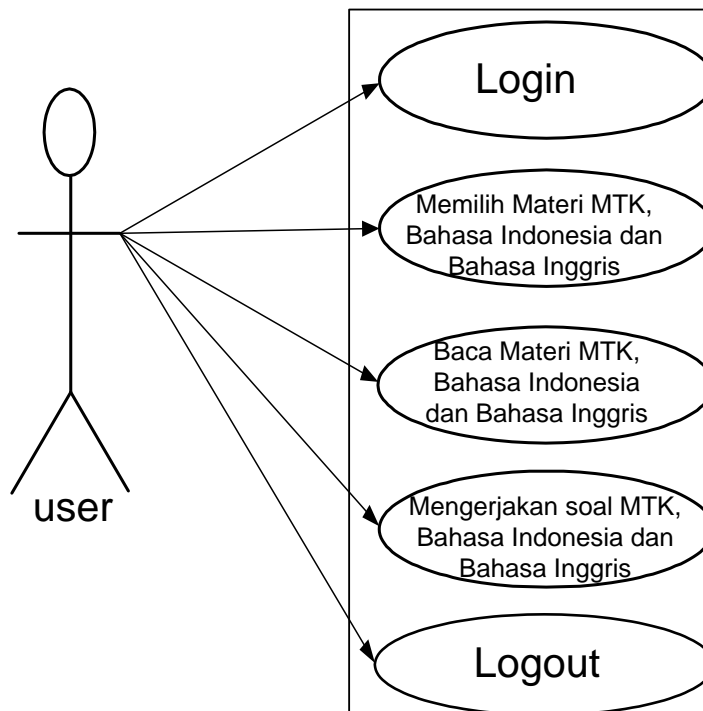 Login
Memilih Materi MTK,
Bahasa Indonesia dan
Bahasa Inggris
Baca Materi MTK,
Bahasa Indonesia
dan Bahasa Inggris
user
Mengerjakan soal MTK,
Bahasa Indonesia dan
Bahasa Inggris
Logout